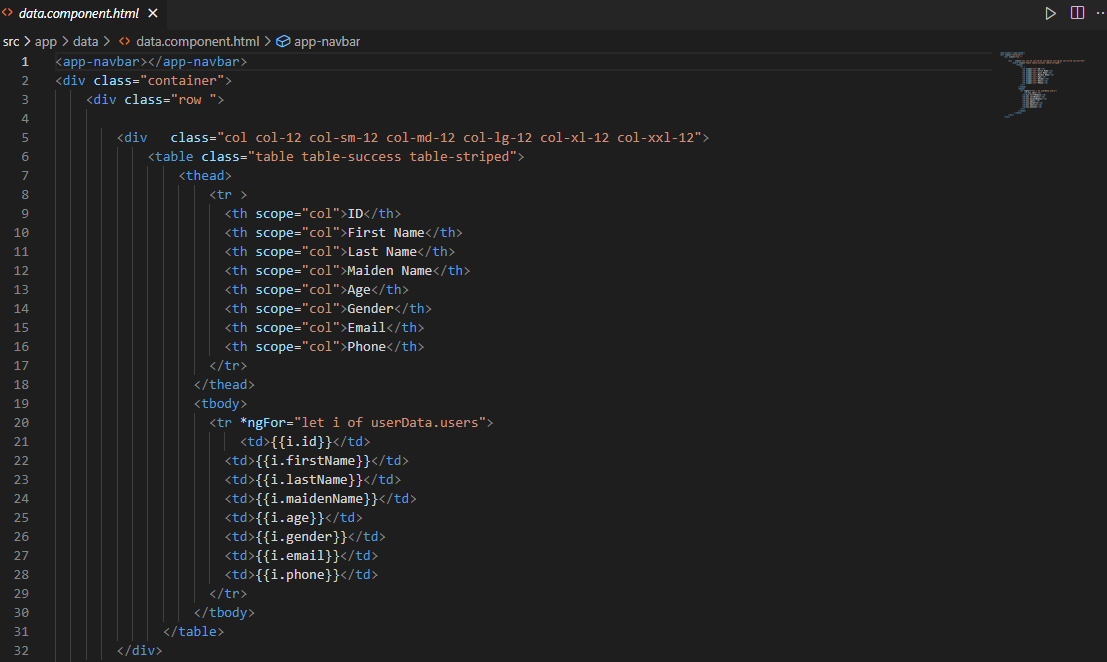 data.component.html
src > app > data > data.component.html > app-navbar
1 <app-navbar></app-navbar>
2 <div class="container">
3 <div class="row ">
4
5 <div class="col col-12 col-sm-12 col-md-12 col-lg-12 col-xl-12 col-xxl-12">
6 <table class="table table-success table-striped">
7 <thead>
8 <tr >
9 <th scope="col">ID</th>
10 <th scope="col">First Name</th>
11 <th scope="col">Last Name</th>
12 <th scope="col">Maiden Name</th>
13 <th scope="col">Age</th>
14 <th scope="col">Gender</th>
15 <th scope="col">Email</th>
16 <th scope="col">Phone</th>
17 </tr>
18 </thead>
19 <tbody>
20 <tr *ngFor="let i of userData.users">
21 <td>{{i.id}}</td>
22 <td>{{i.firstName}}</td>
23 <td>{{i.lastName}}</td>
24 <td>{{i.maidenName}}</td>
25 <td>{{i.age}}</td>
26 <td>{{i.gender}}</td>
27 <td>{{i.email}}</td>
28 <td>{{i.phone}}</td>
29 </tr>
30 </tbody>
31 </table>
32 </div>